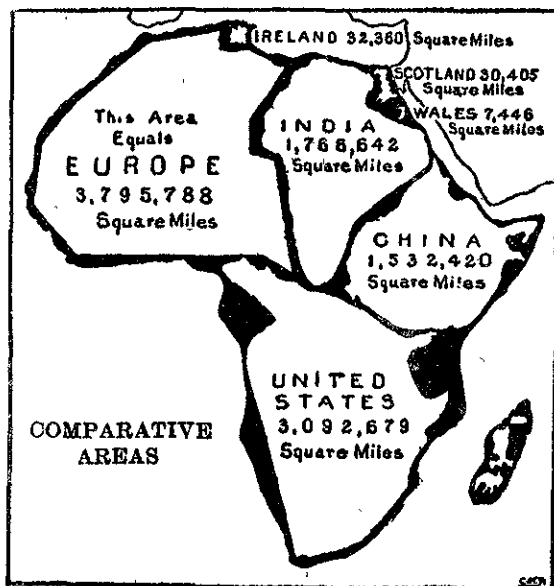 IRELAND 32,360 Square Miles
SCOTLAND 30,405
Square Miles
WALES 7,446
Square Miles
This Area
Equals
EUROPE
3,795,788
Square Miles
INDIA
1,766,642
Square Miles
CHINA
1,532,420
Square Miles
UNITED
STATES
3,092,679
Square Miles
COMPARATIVE
AREAS